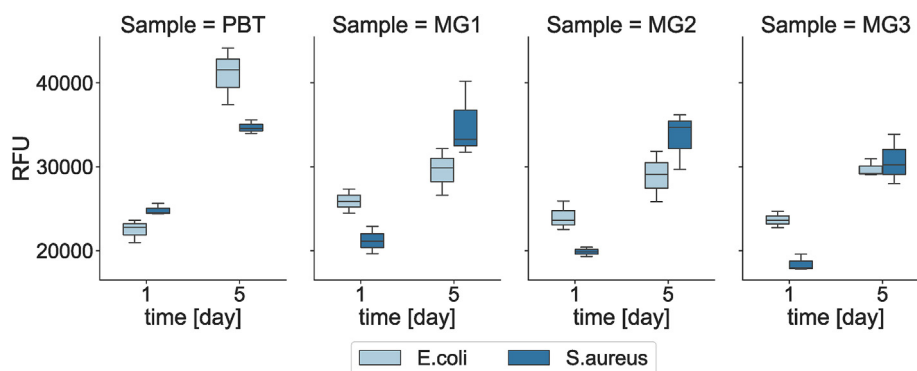 Sample = PBT Sample = MG1 Sample = MG2 Sample = MG3
40000
30000
20000
RFU
1 5 1 5 1 5 1 5
time [day] time [day] time [day] time [day]
E.coli S.aureus